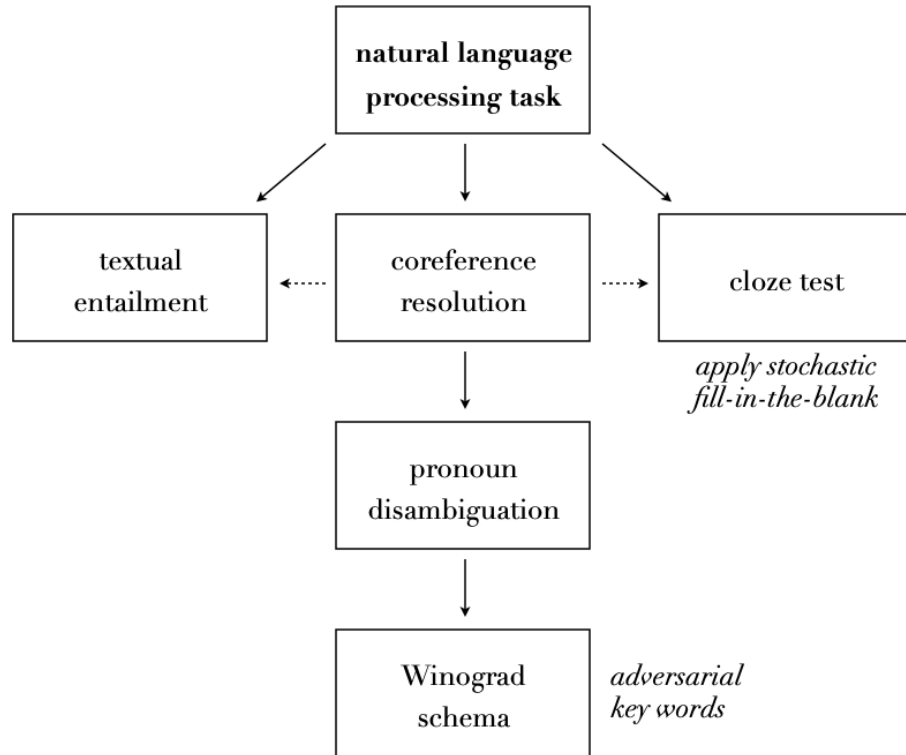 natural language
processing task
textual
entailment
coreference
resolution
cloze test
apply stochastic
fill-in-the-blank
pronoun
disambiguation
Winograd
schema
adversarial
key words